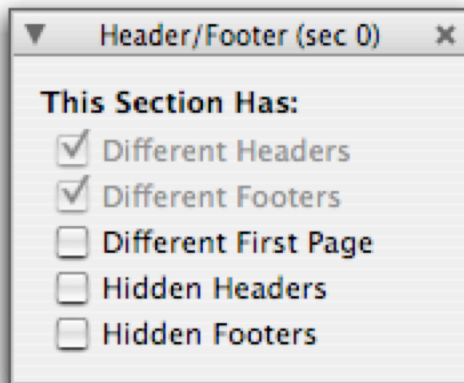 Header/Footer (sec 0)
This Section Has:
Different Headers
Different Footers
Different First Page
Hidden Headers
Hidden Footers